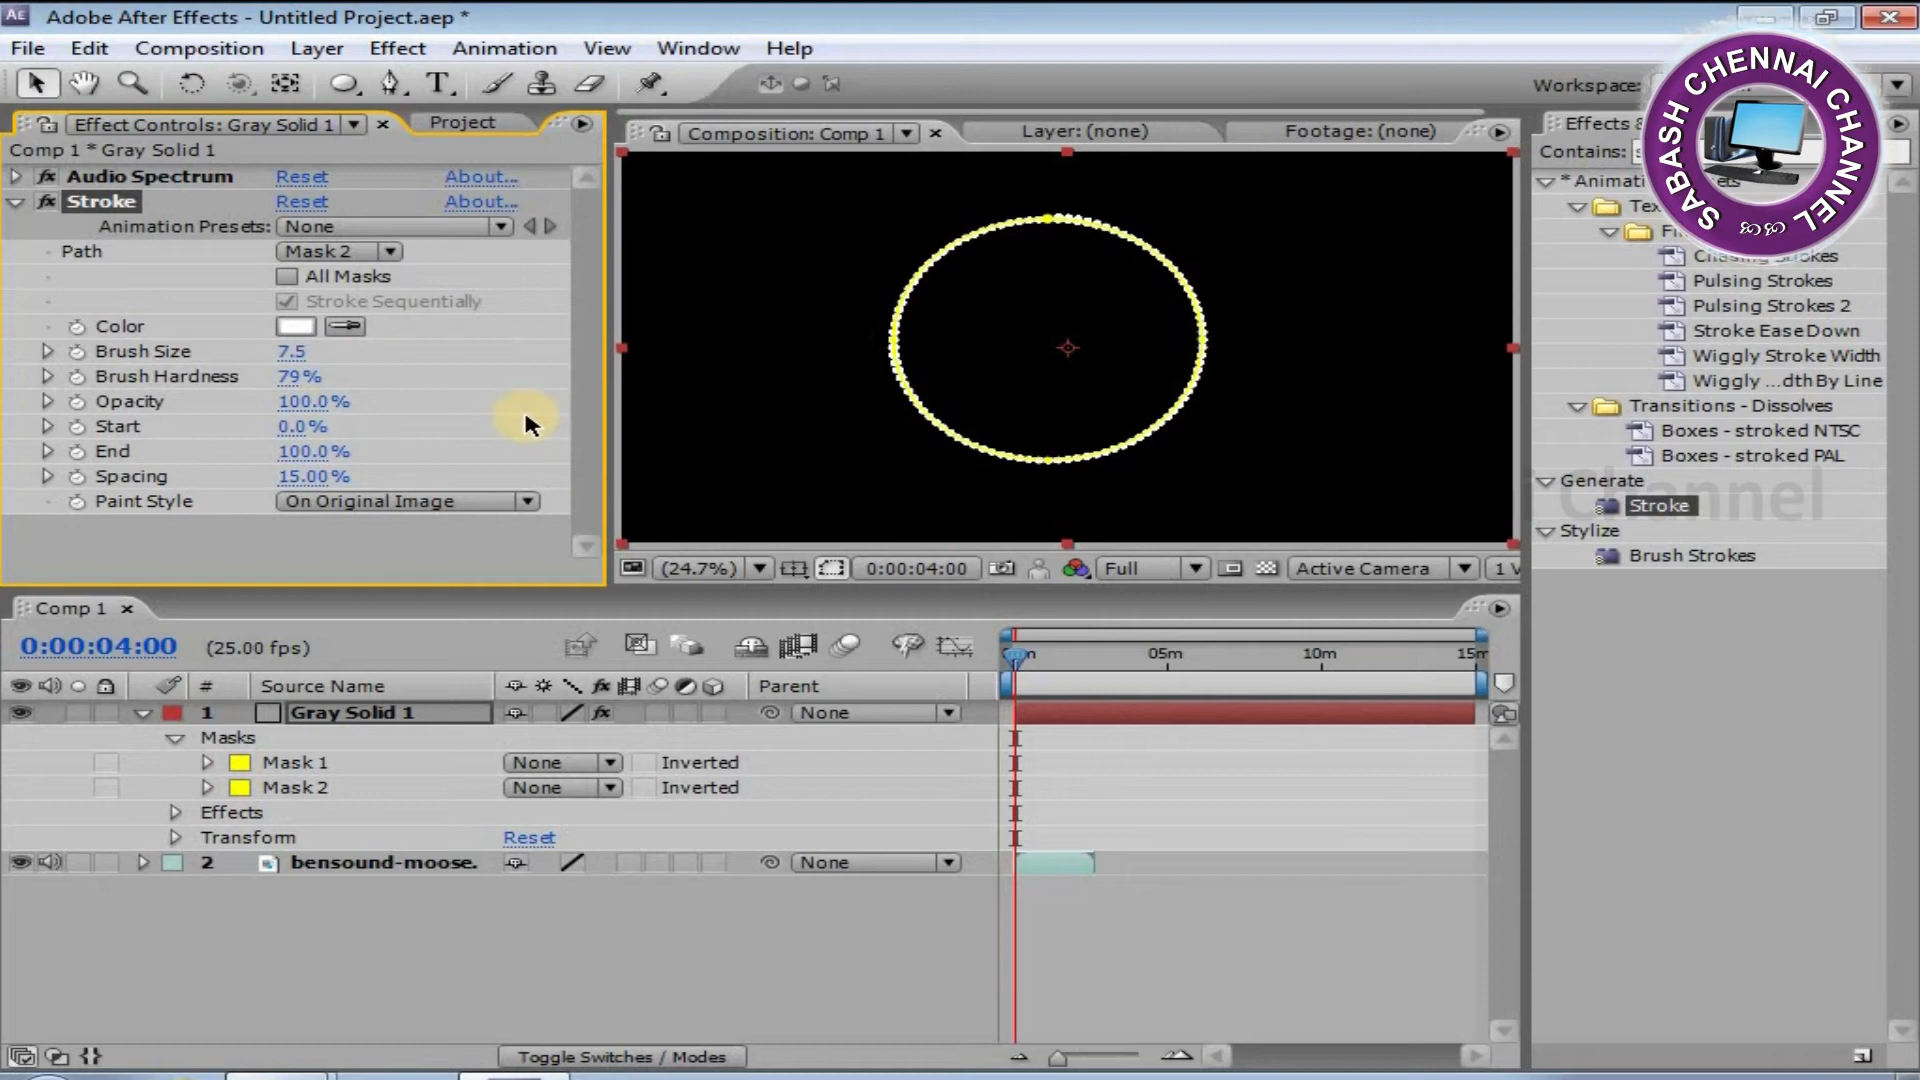 Adobe After Effects - Untitled Project.aep *
File Edit Composition Layer Effect Animation View Window Help
Workspace:
SABASH CHENNAI CHANNEL
Effect Controls: Gray Solid 1
Project
Comp 1 * Gray Solid 1
fx Audio Spectrum Reset About...
fx Stroke Reset About...
Animation Presets: None
Path Mask 2
All Masks
Stroke Sequentially
Color
Brush Size 7.5
Brush Hardness 79 %
Opacity 100.0 %
Start 0.0 %
End 100.0 %
Spacing 15.00 %
Paint Style On Original Image
Composition: Comp 1
Layer: (none)
Footage: (none)
(24.7%) 0:00:04:00 Full Active Camera 1 V
Effects &
Contains:
* Animati
Tex
Chasing Strokes
Pulsing Strokes
Pulsing Strokes 2
Stroke Ease Down
Wiggly Stroke Width
Wiggly ...dth By Line
Transitions - Dissolves
Boxes - stroked NTSC
Boxes - stroked PAL
Generate
Stroke
Stylize
Brush Strokes
Channel
Comp 1
0:00:04:00 (25.00 fps)
05m 10m 15m
# Source Name Parent
1 Gray Solid 1 None
Masks
Mask 1 None Inverted
Mask 2 None Inverted
Effects
Transform Reset
2 bensound-moose. None
Toggle Switches / Modes